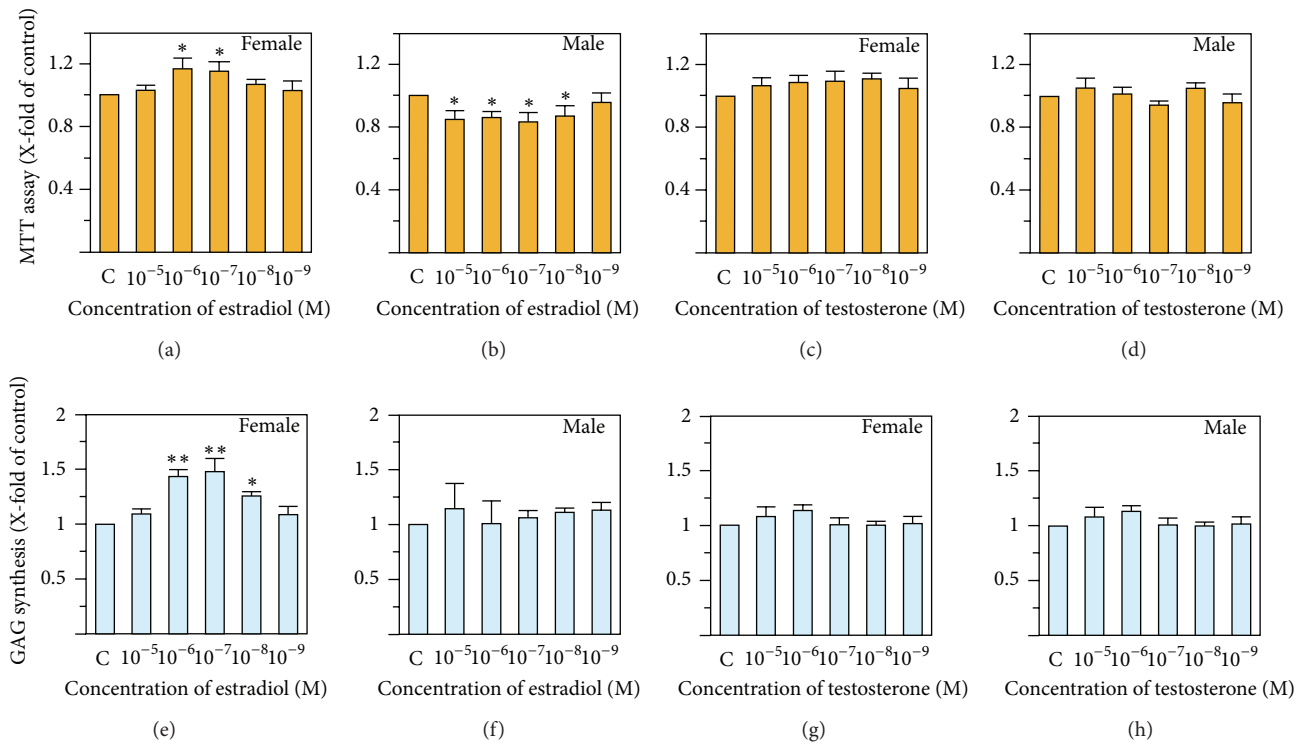 MTT assay (X-fold of control)
1.2
0.8
0.4
Female
*
*
C 10⁻⁵ 10⁻⁶ 10⁻⁷ 10⁻⁸ 10⁻⁹
Concentration of estradiol (M)
(a)
1.2
0.8
0.4
Male
* * * *
C 10⁻⁵ 10⁻⁶ 10⁻⁷ 10⁻⁸ 10⁻⁹
Concentration of estradiol (M)
(b)
1.2
0.8
0.4
Female
C 10⁻⁵ 10⁻⁶ 10⁻⁷ 10⁻⁸ 10⁻⁹
Concentration of testosterone (M)
(c)
1.2
0.8
0.4
Male
C 10⁻⁵ 10⁻⁶ 10⁻⁷ 10⁻⁸ 10⁻⁹
Concentration of testosterone (M)
(d)
GAG synthesis (X-fold of control)
2
1.5
1
0.5
Female
** **
*
C 10⁻⁵ 10⁻⁶ 10⁻⁷ 10⁻⁸ 10⁻⁹
Concentration of estradiol (M)
(e)
2
1.5
1
0.5
Male
C 10⁻⁵ 10⁻⁶ 10⁻⁷ 10⁻⁸ 10⁻⁹
Concentration of estradiol (M)
(f)
2
1.5
1
0.5
Female
C 10⁻⁵ 10⁻⁶ 10⁻⁷ 10⁻⁸ 10⁻⁹
Concentration of testosterone (M)
(g)
2
1.5
1
0.5
Male
C 10⁻⁵ 10⁻⁶ 10⁻⁷ 10⁻⁸ 10⁻⁹
Concentration of testosterone (M)
(h)